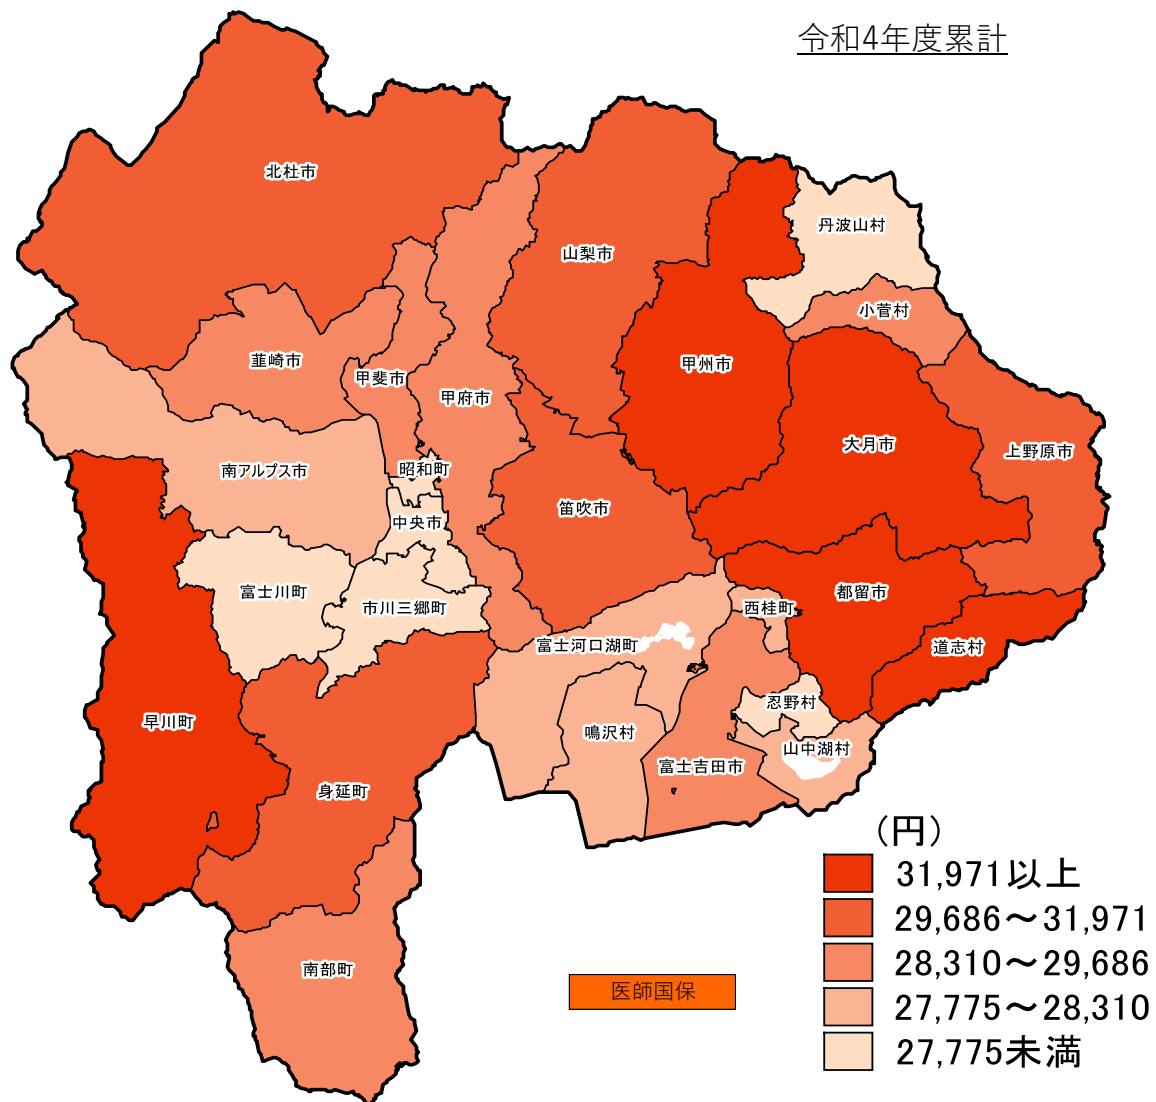 令和4年度累計
北杜市
丹波山村
山梨市
小菅村
韮崎市
甲州市
甲斐市
甲府市
大月市
上野原市
南アルプス市
昭和町
笛吹市
中央市
富士川町
都留市
市川三郷町
西桂町
富士河口湖町
道志村
忍野村
早川町
鳴沢村
山中湖村
富士吉田市
身延町
南部町
医師国保
(円)
31,971以上
29,686～31,971
28,310～29,686
27,775～28,310
27,775未満